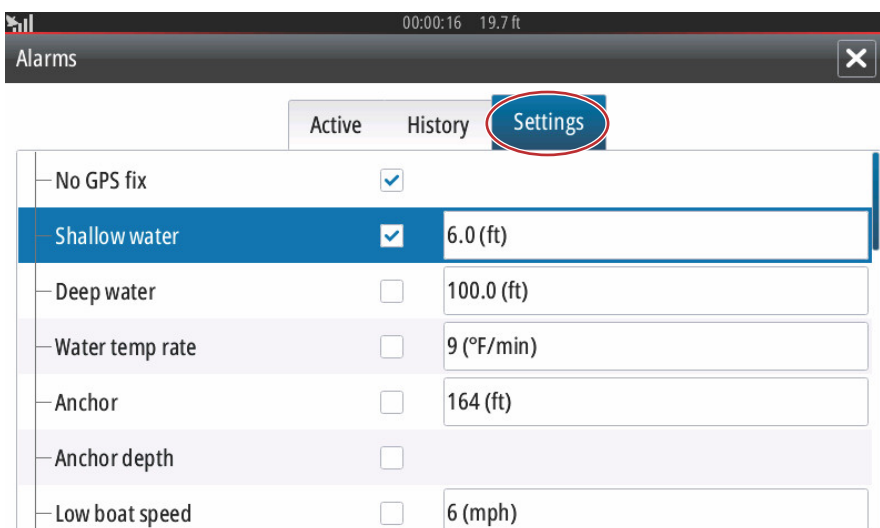 00:00:16 19.7 ft
Alarms
Active History Settings
No GPS fix
Shallow water 6.0 (ft)
Deep water 100.0 (ft)
Water temp rate 9 (°F/min)
Anchor 164 (ft)
Anchor depth
Low boat speed 6 (mph)